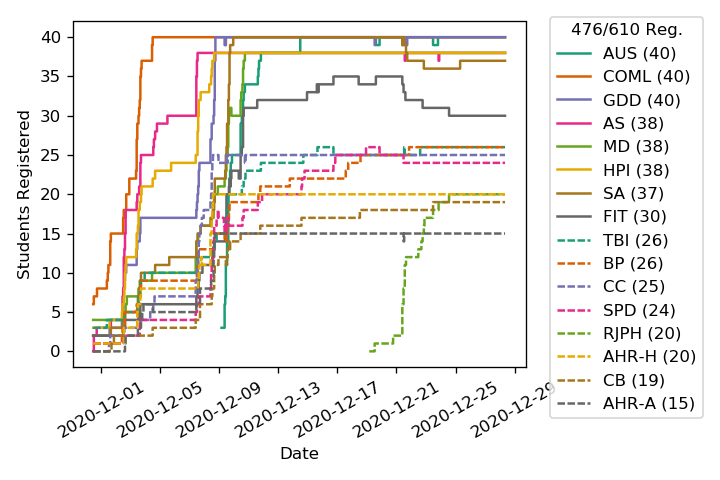 476/610 Reg.
AUS (40)
COML (40)
GDD (40)
AS (38)
MD (38)
HPI (38)
SA (37)
FIT (30)
TBI (26)
BP (26)
CC (25)
SPD (24)
RJPH (20)
AHR-H (20)
CB (19)
AHR-A (15)
Students Registered
40
35
30
25
20
15
10
5
0
2020-12-01
2020-12-05
2020-12-09
2020-12-13
2020-12-17
2020-12-21
2020-12-25
2020-12-29
Date